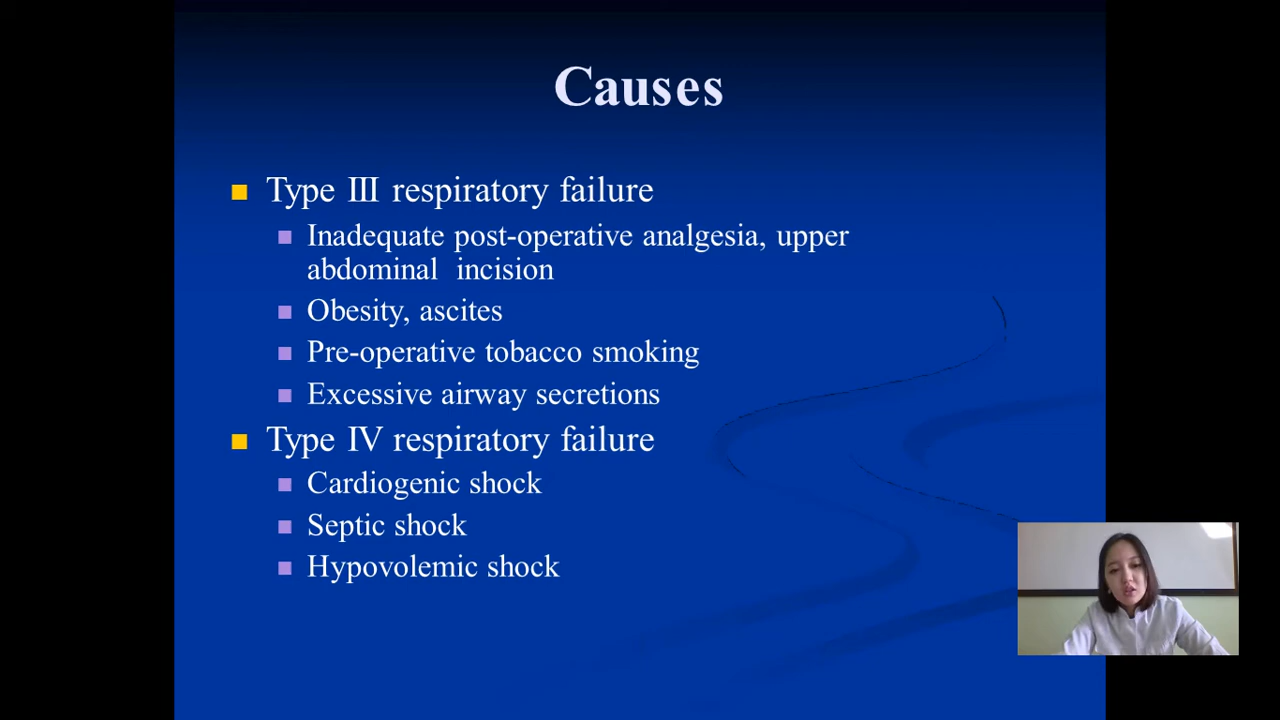 Causes
Type III respiratory failure
Inadequate post-operative analgesia, upper
abdominal incision
Obesity, ascites
Pre-operative tobacco smoking
Excessive airway secretions
Type IV respiratory failure
Cardiogenic shock
Septic shock
Hypovolemic shock